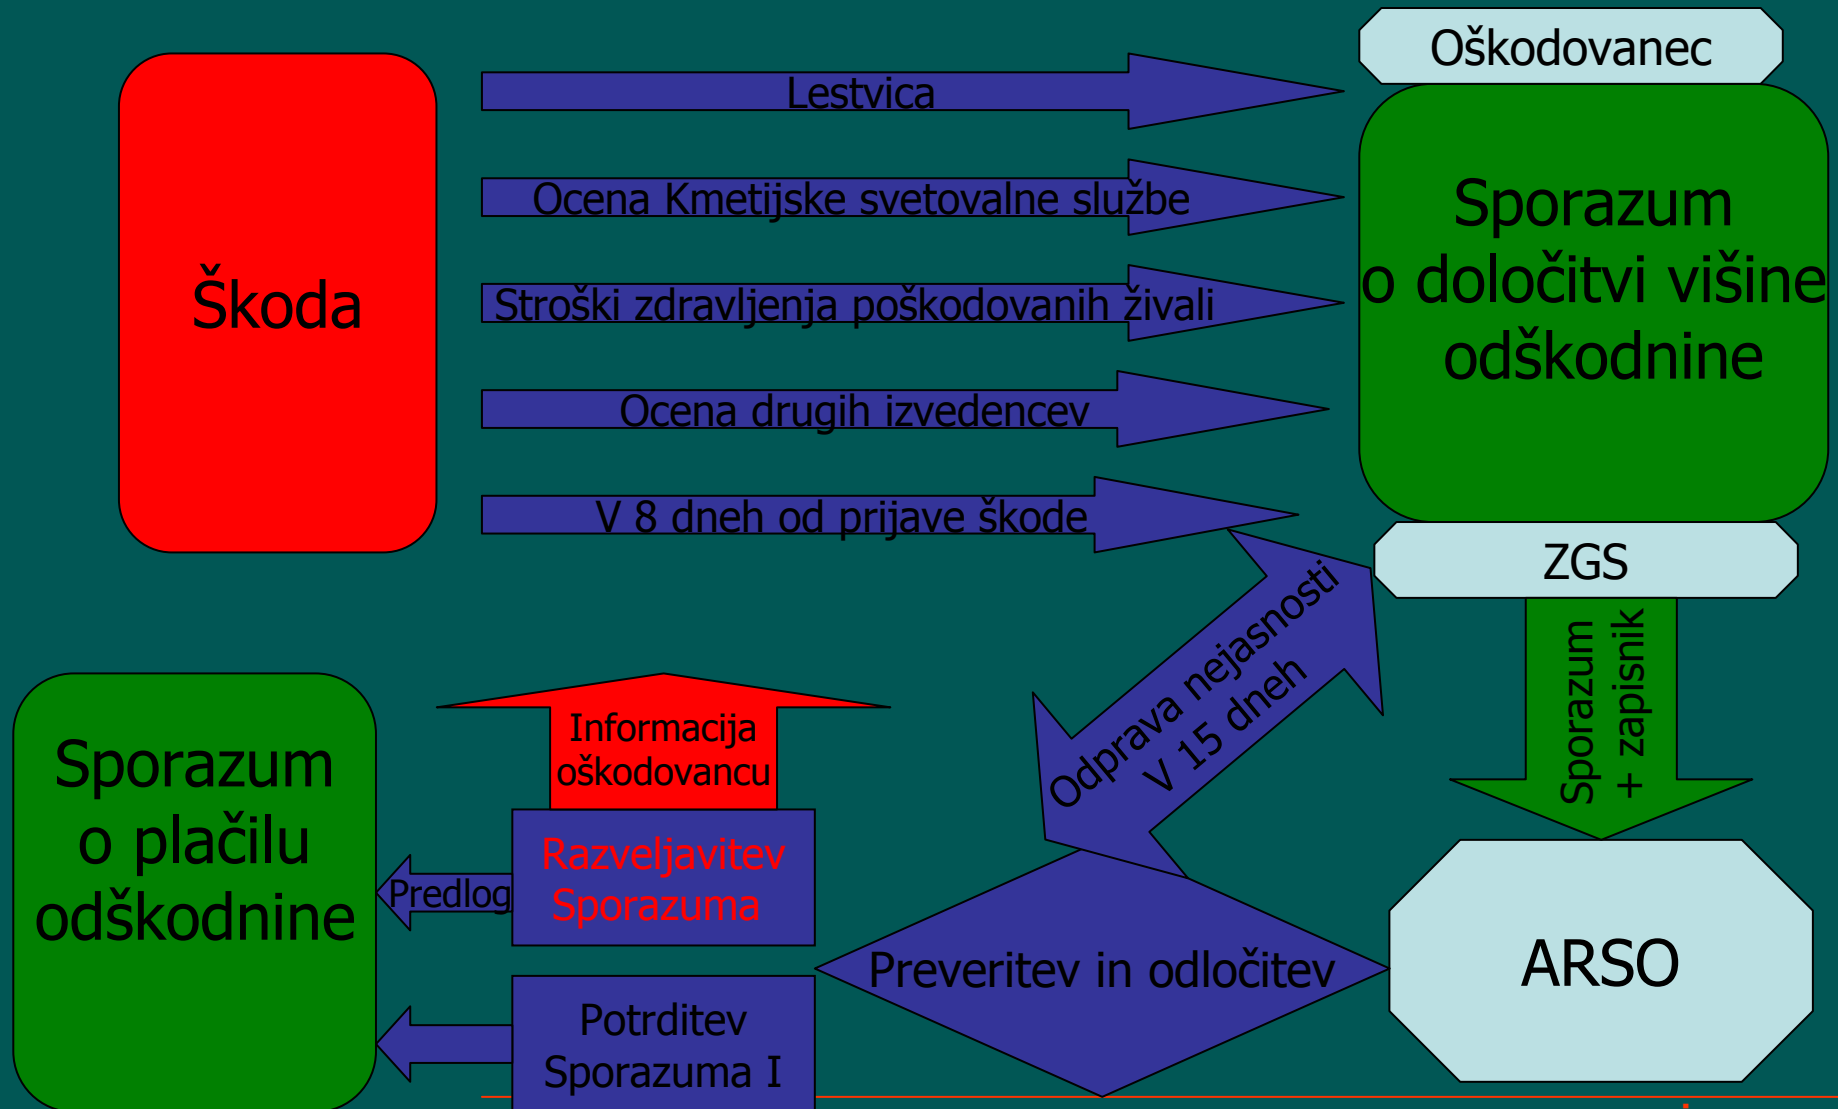 Oškodovanec
Škoda
Lestvica
Ocena Kmetijske svetovalne službe
Stroški zdravljenja poškodovanih živali
Ocena drugih izvedencev
V 8 dneh od prijave škode
Sporazum
o določitvi višine
odškodnine
ZGS
Odprava nejasnosti
V 15 dneh
Sporazum
+ zapisnik
Informacija
oškodovancu
Sporazum
o plačilu
odškodnine
Predlog
Razveljavitev
Sporazuma
Preveritev in odločitev
ARSO
Potrditev
Sporazuma I